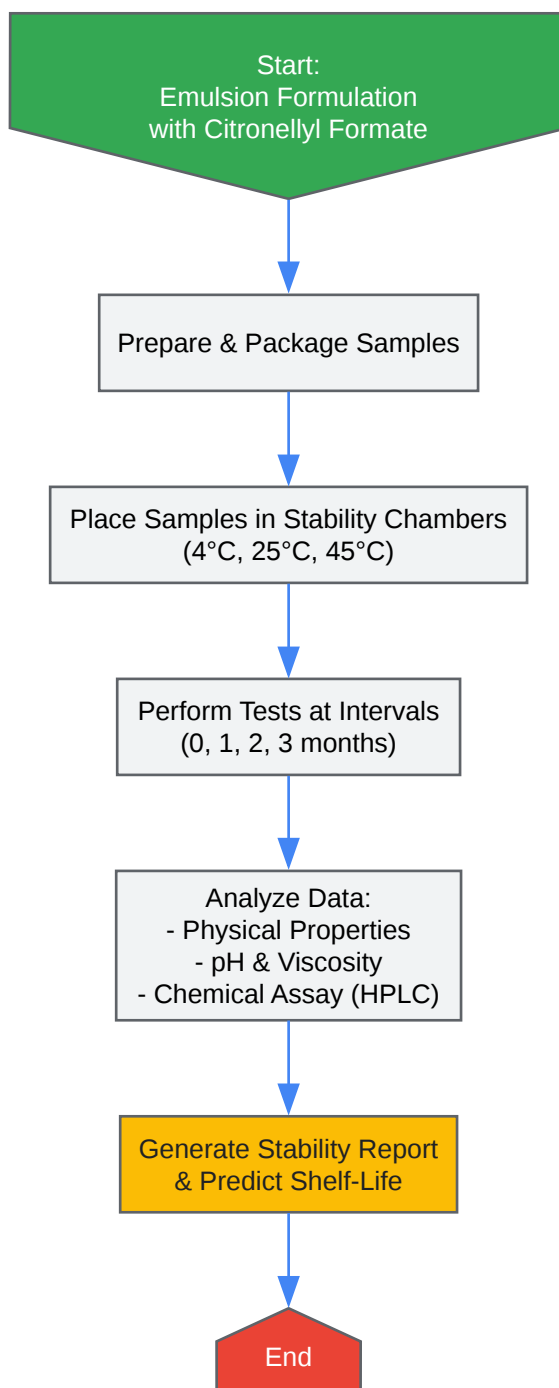 Start:
Emulsion Formulation
with Citronellyl Formate
Prepare & Package Samples
Place Samples in Stability Chambers
(4°C, 25°C, 45°C)
Perform Tests at Intervals
(0, 1, 2, 3 months)
Analyze Data:
- Physical Properties
- pH & Viscosity
- Chemical Assay (HPLC)
Generate Stability Report
& Predict Shelf-Life
End